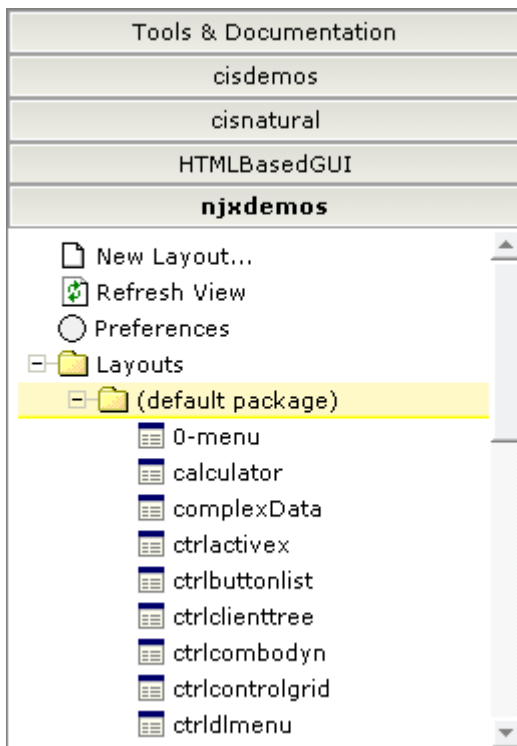 Tools & Documentation
cisdemos
cisnatural
HTMLBasedGUI
njxdemos
New Layout...
Refresh View
Preferences
Layouts
(default package)
0-menu
calculator
complexData
ctrlactivex
ctrlbuttonlist
ctrlclienttree
ctrlcombodyn
ctrlcontrolgrid
ctrldlmenu